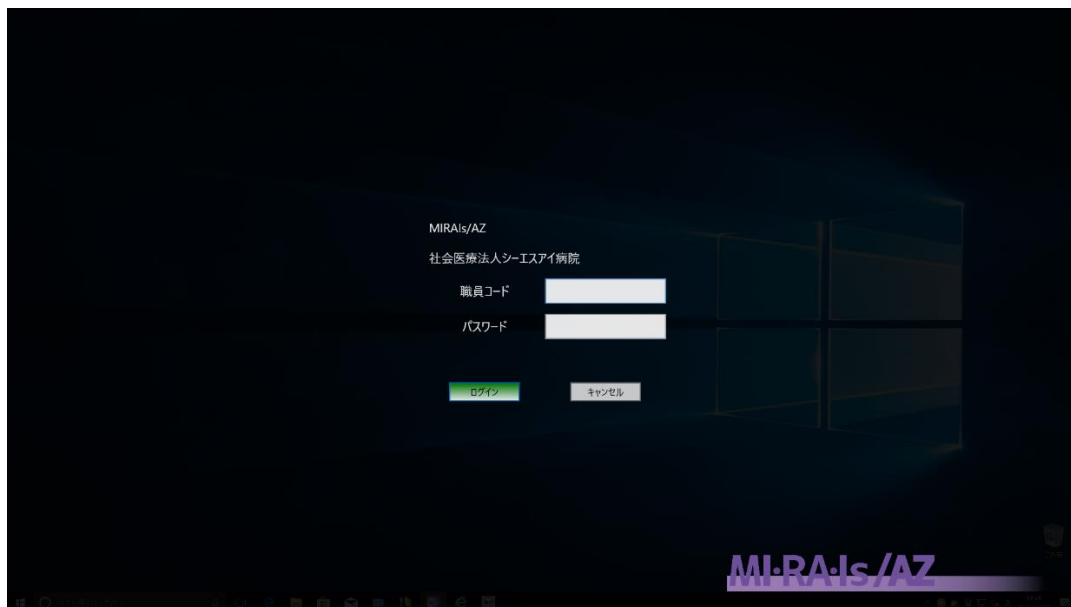 MIRAIs/AZ
社会医療法人シーエスアイ病院
職員コード
パスワード
ログイン キャンセル
MI･RA･Is/AZ